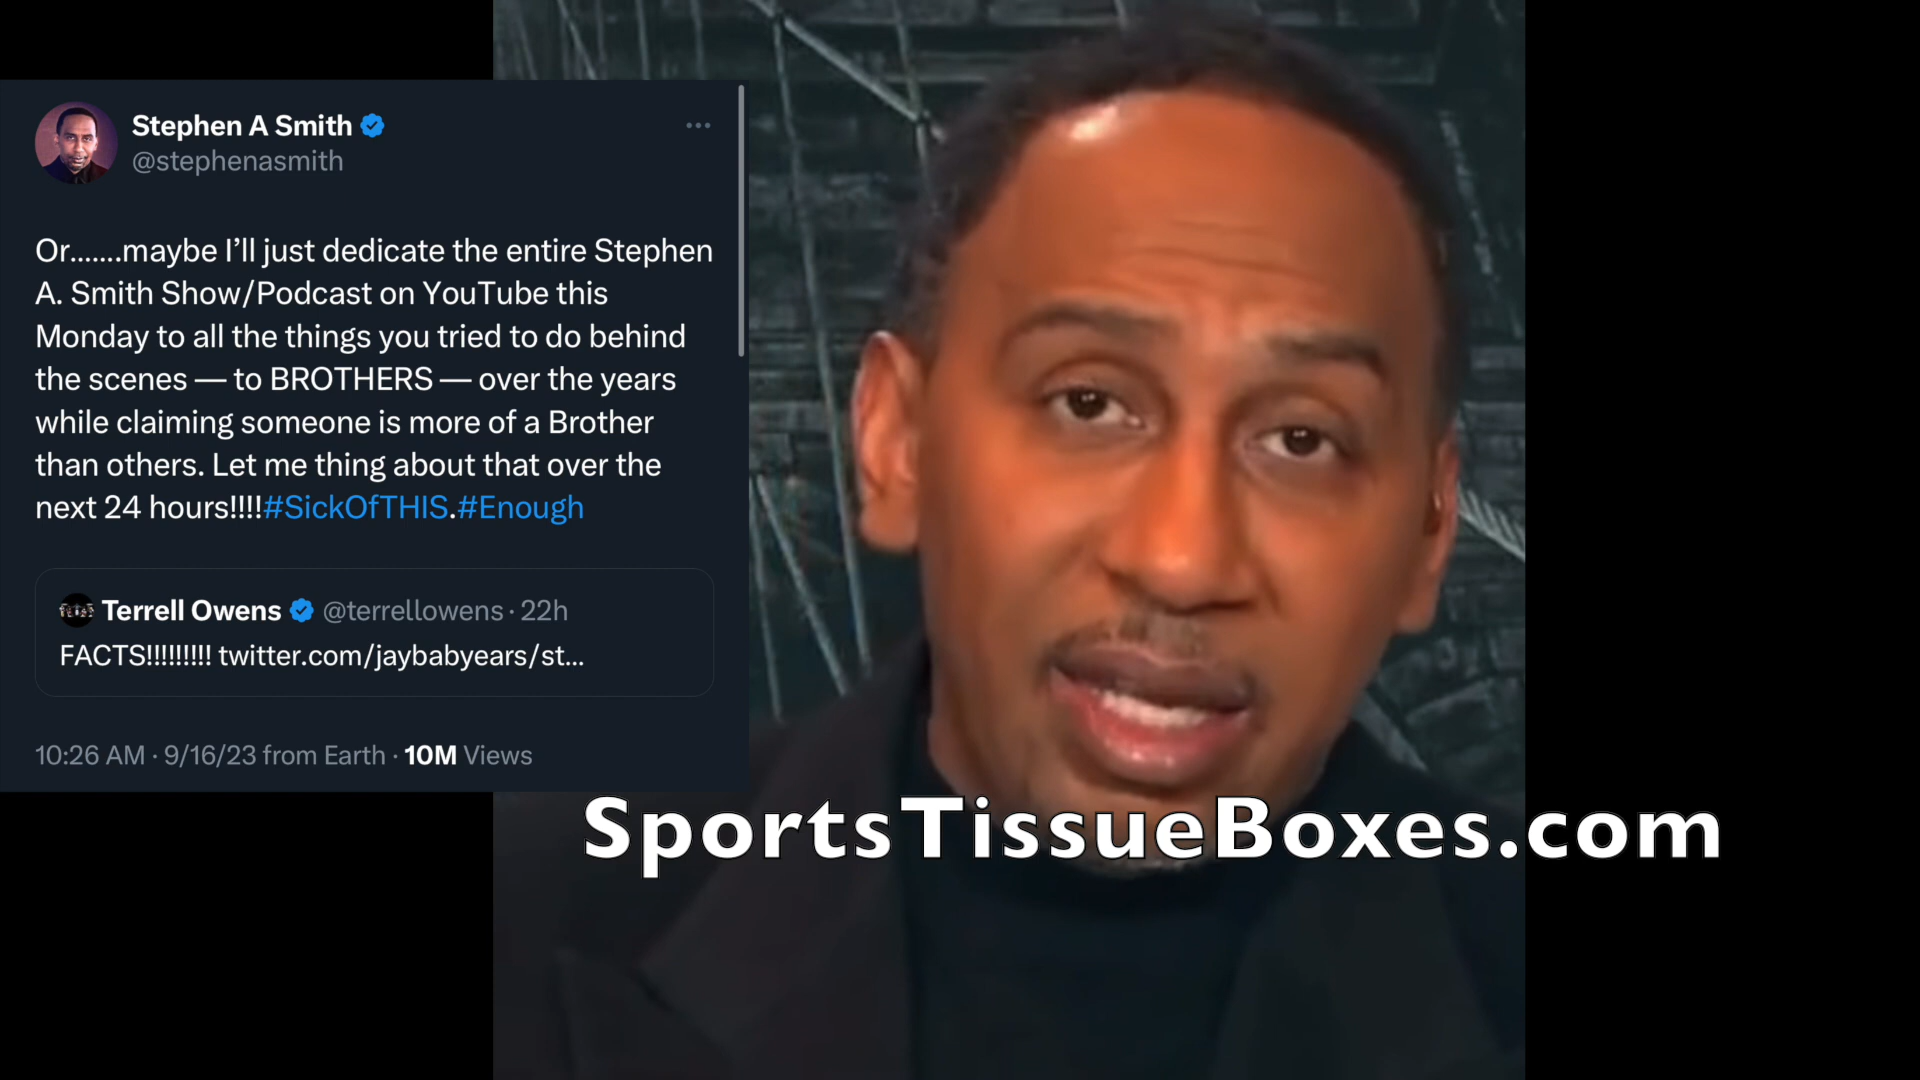 Stephen A Smith
@stephenasmith
Or.......maybe I’ll just dedicate the entire Stephen
A. Smith Show/Podcast on YouTube this
Monday to all the things you tried to do behind
the scenes — to BROTHERS — over the years
while claiming someone is more of a Brother
than others. Let me thing about that over the
next 24 hours!!!!#SickOfTHIS.#Enough
Terrell Owens @terrellowens · 22h
FACTS!!!!!!!!! twitter.com/jaybabyears/st...
10:26 AM · 9/16/23 from Earth · 10M Views
SportsTissueBoxes.com